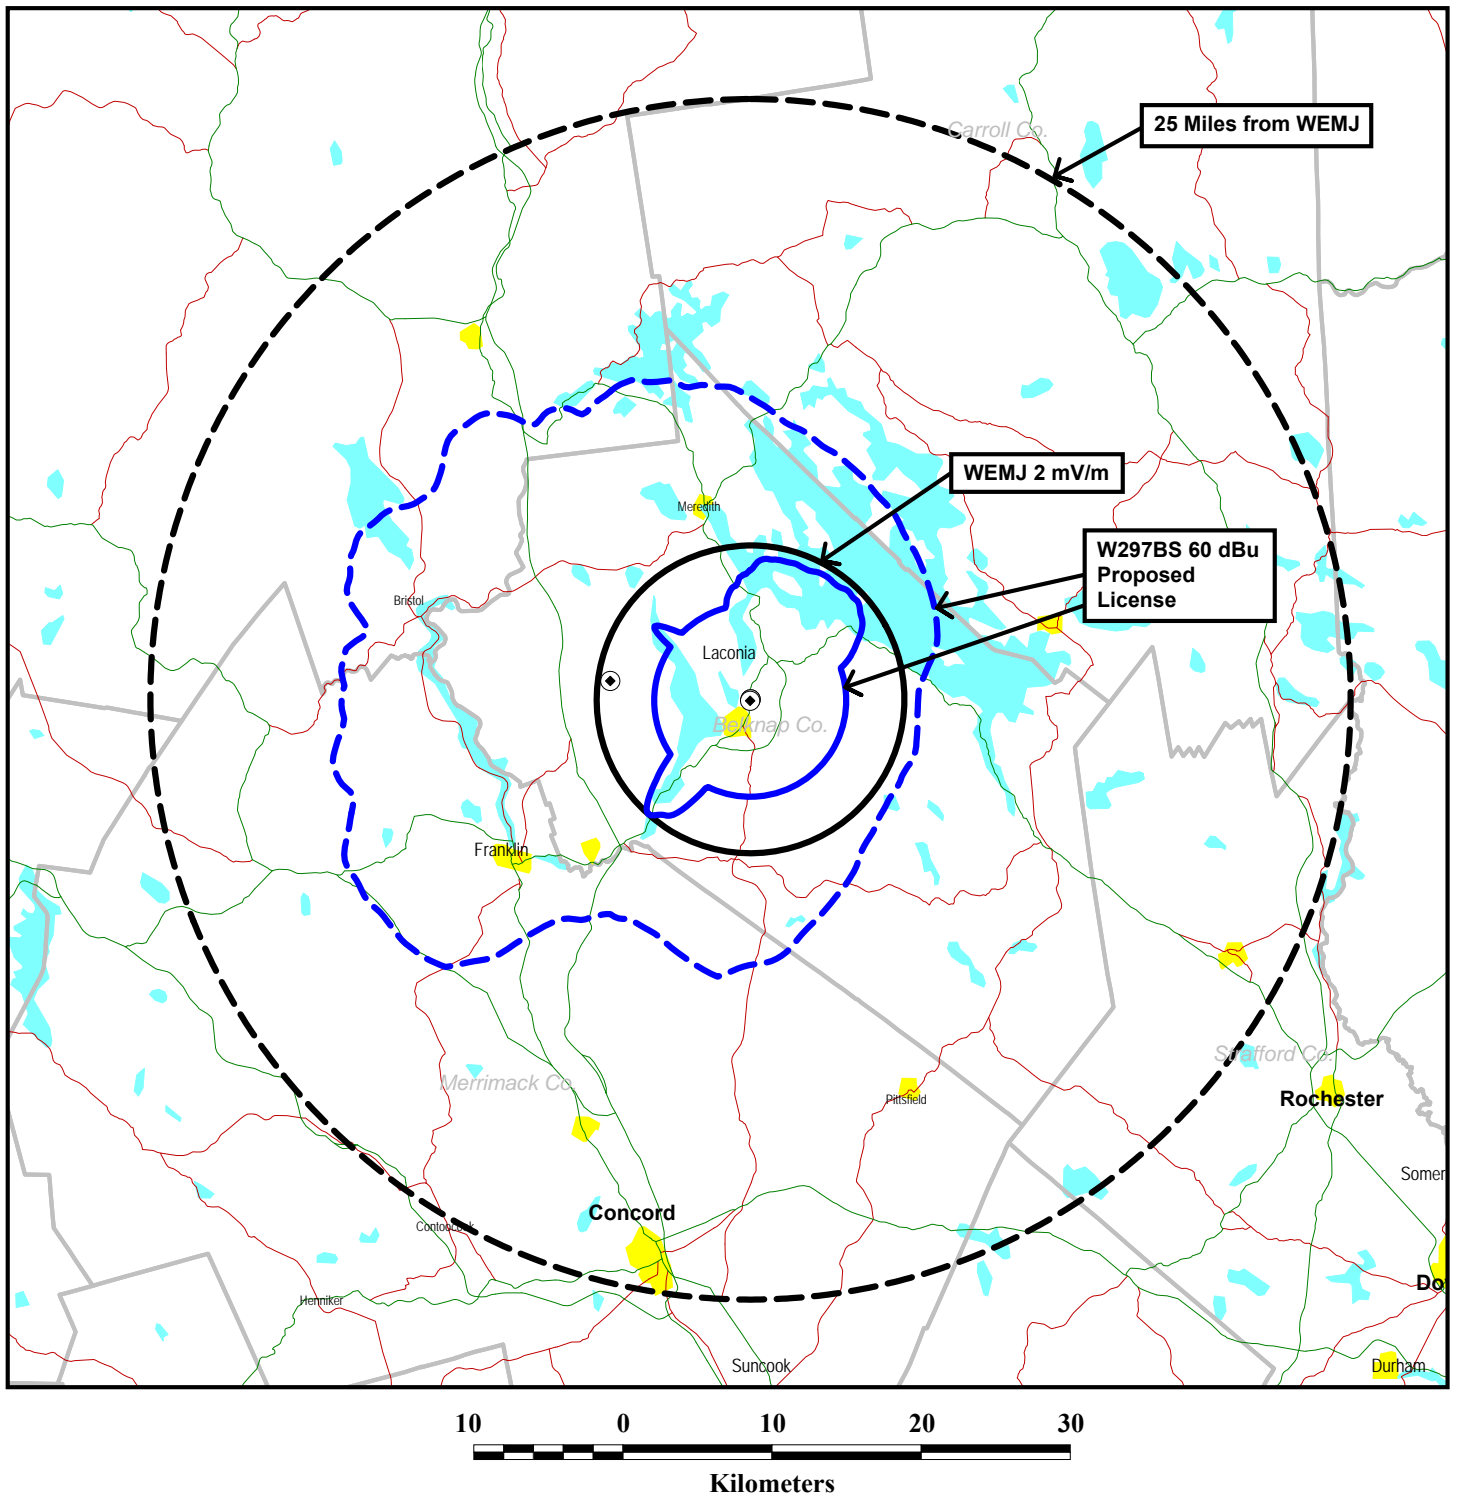 Carroll Co.
25 Miles from WEMJ
WEMJ 2 mV/m
Meredith
W297BS 60 dBu
Proposed
License
Bristol
Laconia
Belknap Co.
Franklin
Strafford Co.
Merrimack Co.
Pittsfield
Rochester
Somer
Concord
Contoocook
Do
Henniker
Suncook
Durham
10 0 10 20 30
Kilometers